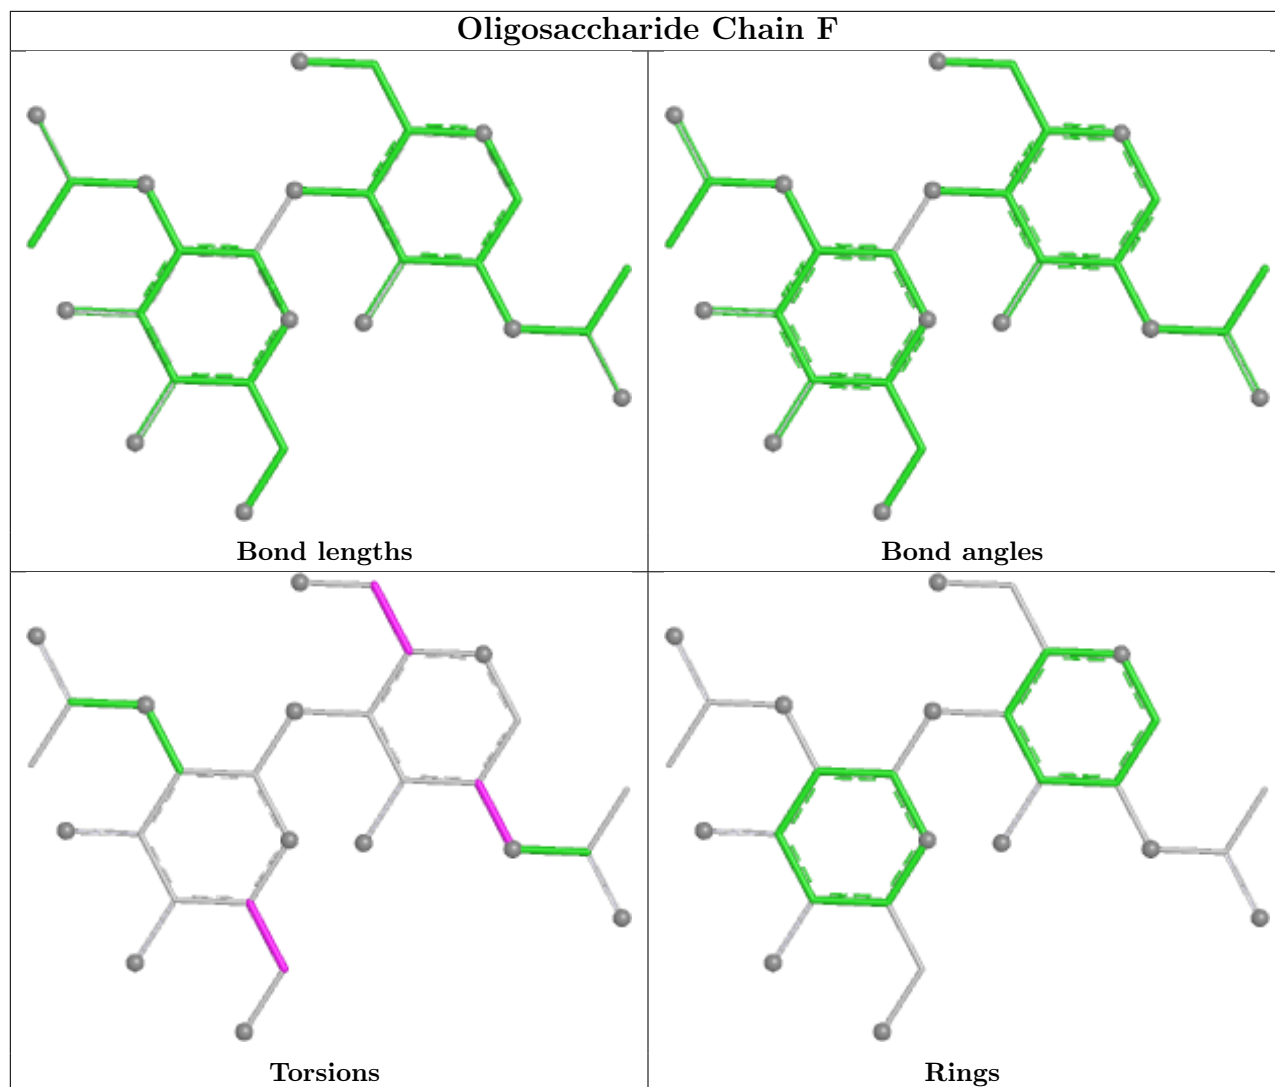 Oligosaccharide Chain F
Bond lengths
Bond angles
Torsions
Rings